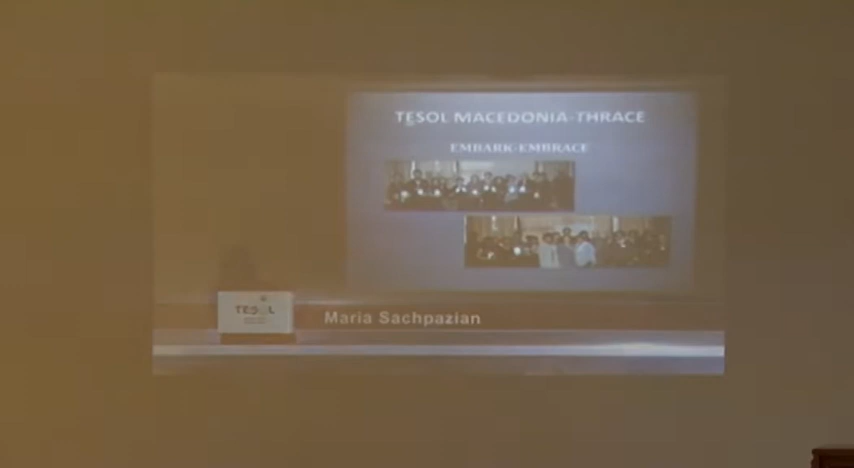 TESOL MACEDONIA-THRACE
EMBARK-EMBRACE
TESOL
Maria Sachpazian